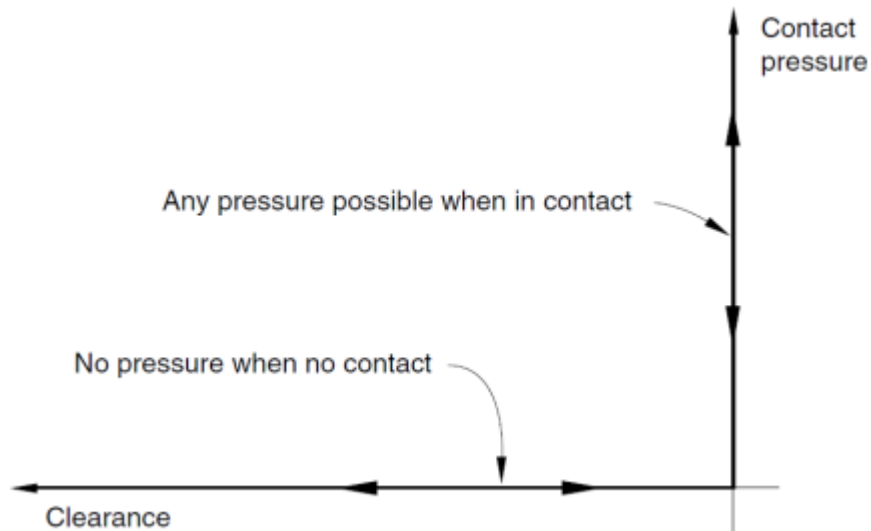 Contact
pressure
Any pressure possible when in contact
No pressure when no contact
Clearance